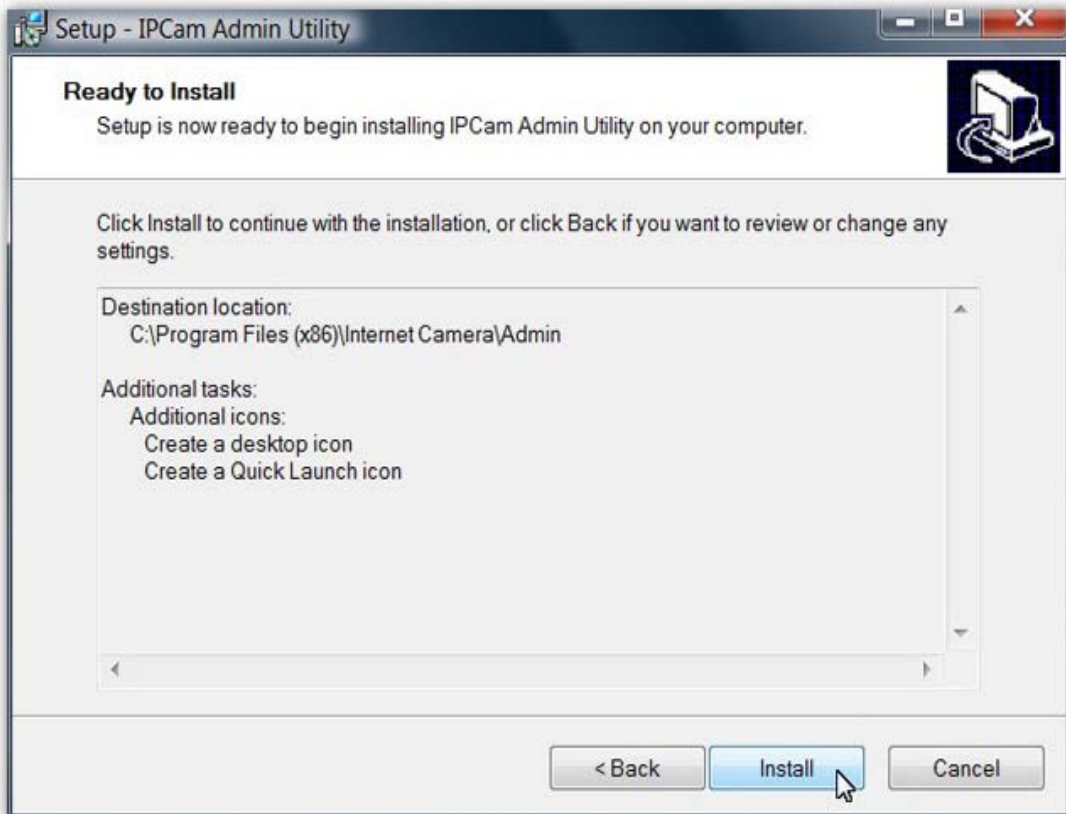 Setup - IPCam Admin Utility
Ready to Install
Setup is now ready to begin installing IPCam Admin Utility on your computer.
Click Install to continue with the installation, or click Back if you want to review or change any
settings.
Destination location:
C:\Program Files (x86)\Internet Camera\Admin
Additional tasks:
Additional icons:
Create a desktop icon
Create a Quick Launch icon
< Back Install Cancel